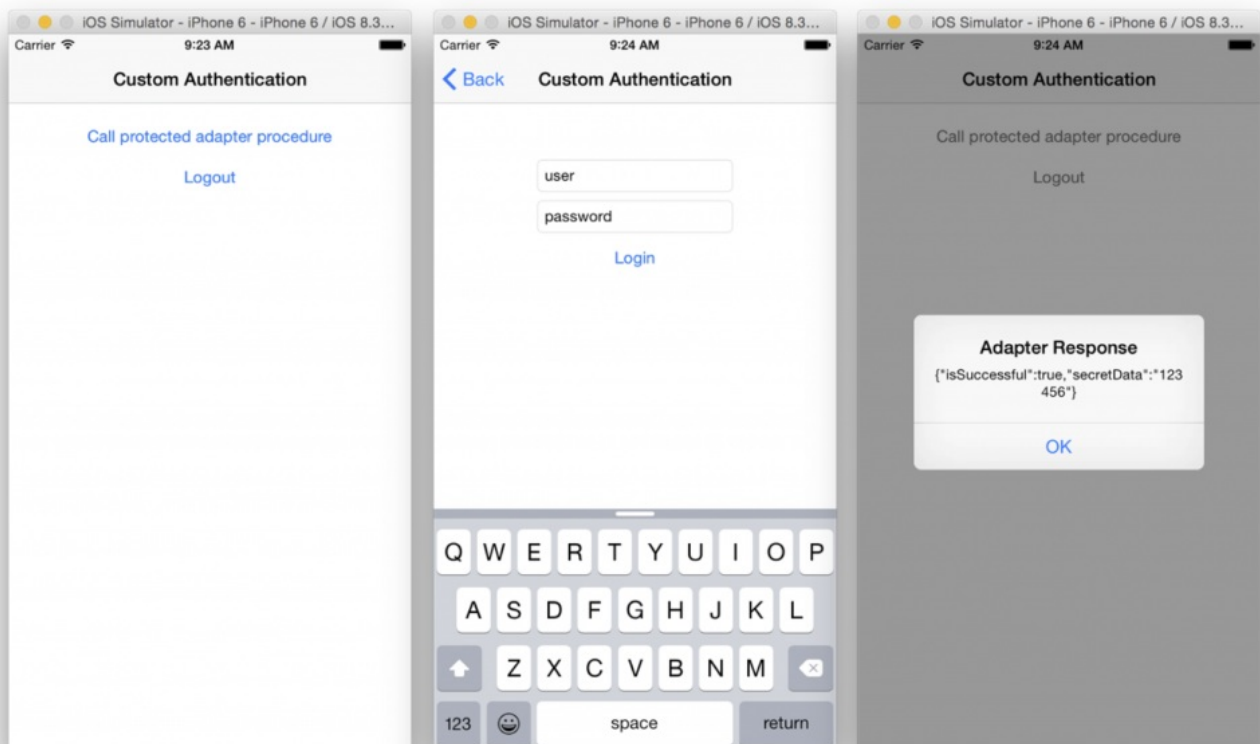 iOS Simulator - iPhone 6 - iPhone 6 / iOS 8.3...
Carrier 9:23 AM
Custom Authentication
Call protected adapter procedure
Logout
iOS Simulator - iPhone 6 - iPhone 6 / iOS 8.3...
Carrier 9:24 AM
Back Custom Authentication
user
password
Login
Q W E R T Y U I O P
A S D F G H J K L
Z X C V B N M
123 space return
iOS Simulator - iPhone 6 - iPhone 6 / iOS 8.3...
Carrier 9:24 AM
Custom Authentication
Call protected adapter procedure
Logout
Adapter Response
{"isSuccessful":true,"secretData":"123
456"}
OK